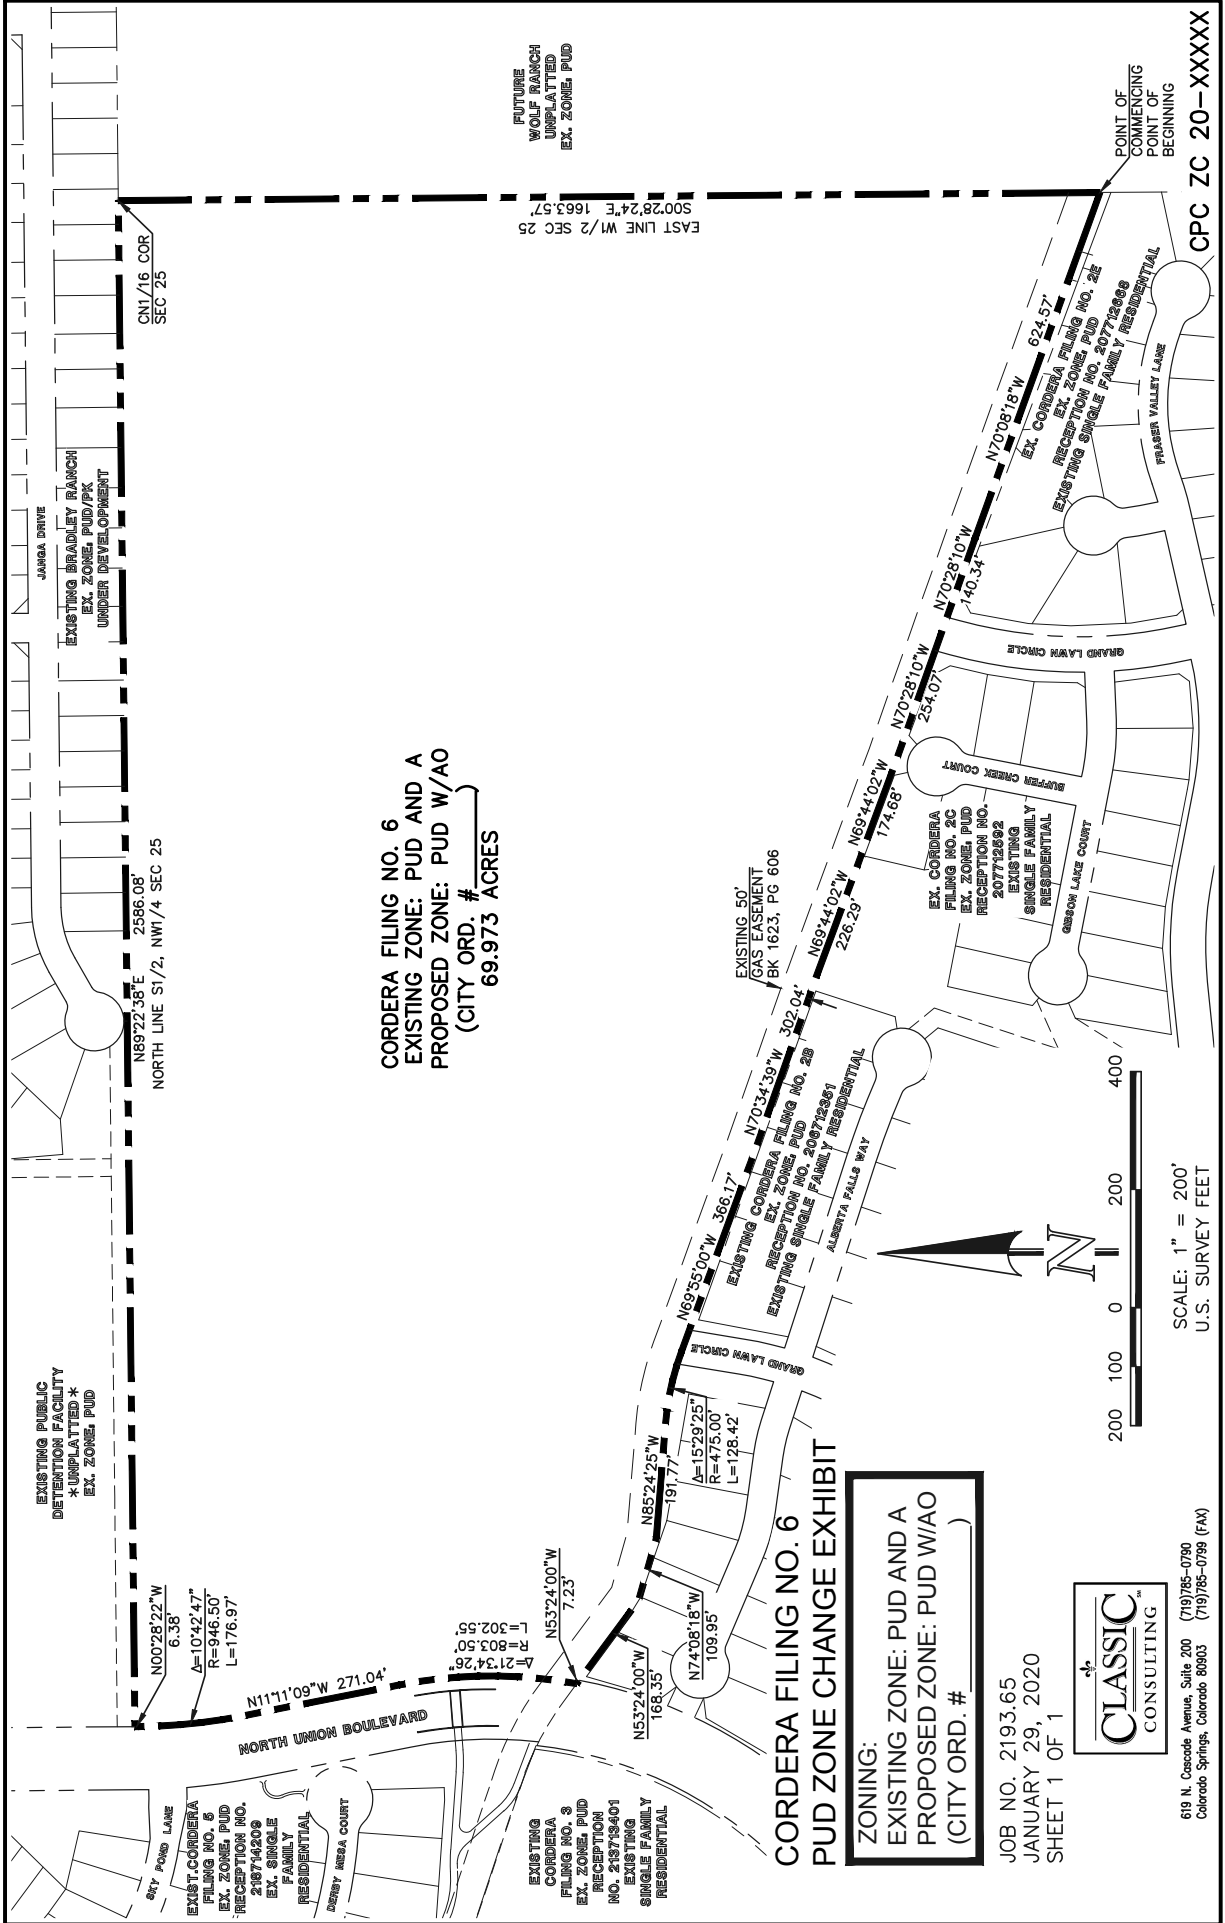 EXISTING PUBLIC
DETENTION FACILITY
*UNPLATTED*
EX. ZONE: PUD
JANGA DRIVE
EXISTING BRADLEY RANCH
EX. ZONE: PUD/PK
UNDER DEVELOPMENT
N89°22'38"E 2586.08'
NORTH LINE S1/2, NW1/4 SEC 25
CN1/16 COR
SEC 25
FUTURE
WOLF RANCH
UNPLATTED
EX. ZONE: PUD
EAST LINE W1/2 SEC 25
S00°28'24"E 1663.57'
N00°28'22"W
6.38'
Δ=10°42'47"
R=946.50'
L=176.97'
N11°11'09"W 271.04'
NORTH UNION BOULEVARD
SKY POND LANE
EXIST.CORDERA
FILING NO. 5
EX. ZONE: PUD
RECEPTION NO.
218714209
EX. SINGLE
FAMILY
RESIDENTIAL
DERBY MESA COURT
Δ=21°34'26"
R=803.50'
L=302.55'
N53°24'00"W
7.23'
CORDERA FILING NO. 6
EXISTING ZONE: PUD AND A
PROPOSED ZONE: PUD W/AO
(CITY ORD. #______)
69.973 ACRES
EXISTING
CORDERA
FILING NO. 3
EX. ZONE: PUD
RECEPTION
NO. 213713401
EXISTING
SINGLE FAMILY
RESIDENTIAL
N53°24'00"W
168.35'
N74°08'18"W
109.95'
N85°24'25"W
191.77'
Δ=15°29'25"
R=475.00'
L=128.42'
GRAND LAWN CIRCLE
N69°55'00"W 366.17'
N70°34'39"W 302.04'
EXISTING CORDERA FILING NO. 2B
EX. ZONE: PUD
RECEPTION NO. 206712351
EXISTING SINGLE FAMILY RESIDENTIAL
ALBERTA FALLS WAY
EXISTING 50'
GAS EASEMENT
BK 1623, PG 606
N69°44'02"W
226.29'
N69°44'02"W
174.68'
N70°28'10"W
254.07'
N70°28'10"W
140.34'
N70°08'18"W 624.57'
EX. CORDERA
FILING NO. 2C
EX. ZONE: PUD
RECEPTION NO.
207712592
EXISTING
SINGLE FAMILY
RESIDENTIAL
BUFFER CREEK COURT
GIBSON LAKE COURT
GRAND LAWN CIRCLE
EX. CORDERA FILING NO. 2E
EX. ZONE: PUD
RECEPTION NO. 207712668
EXISTING SINGLE FAMILY RESIDENTIAL
FRASER VALLEY LANE
POINT OF
COMMENCING
POINT OF
BEGINNING
CORDERA FILING NO. 6
PUD ZONE CHANGE EXHIBIT
ZONING:
EXISTING ZONE: PUD AND A
PROPOSED ZONE: PUD W/AO
(CITY ORD. #__________)
JOB NO. 2193.65
JANUARY 29, 2020
SHEET 1 OF 1
CLASSIC SM
CONSULTING
619 N. Cascade Avenue, Suite 200 (719)785-0790
Colorado Springs, Colorado 80903 (719)785-0799 (FAX)
N
200 100 0 200 400
SCALE: 1" = 200'
U.S. SURVEY FEET
CPC ZC 20-XXXXX